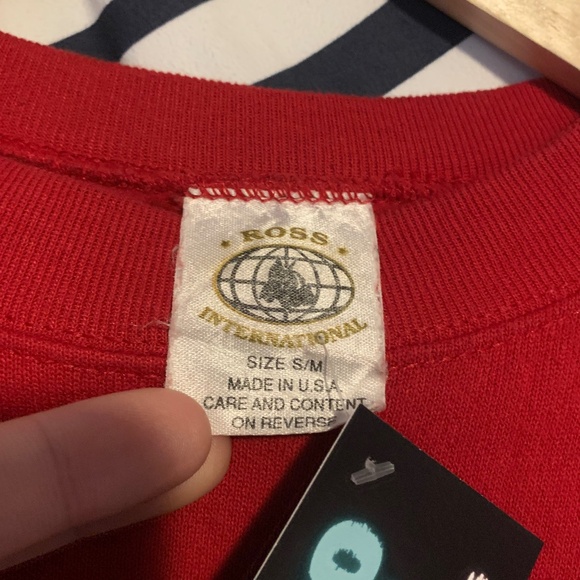 ROSS
INTERNATIONAL
SIZE S/M
MADE IN U.S.A.
CARE AND CONTENT
ON REVERSE